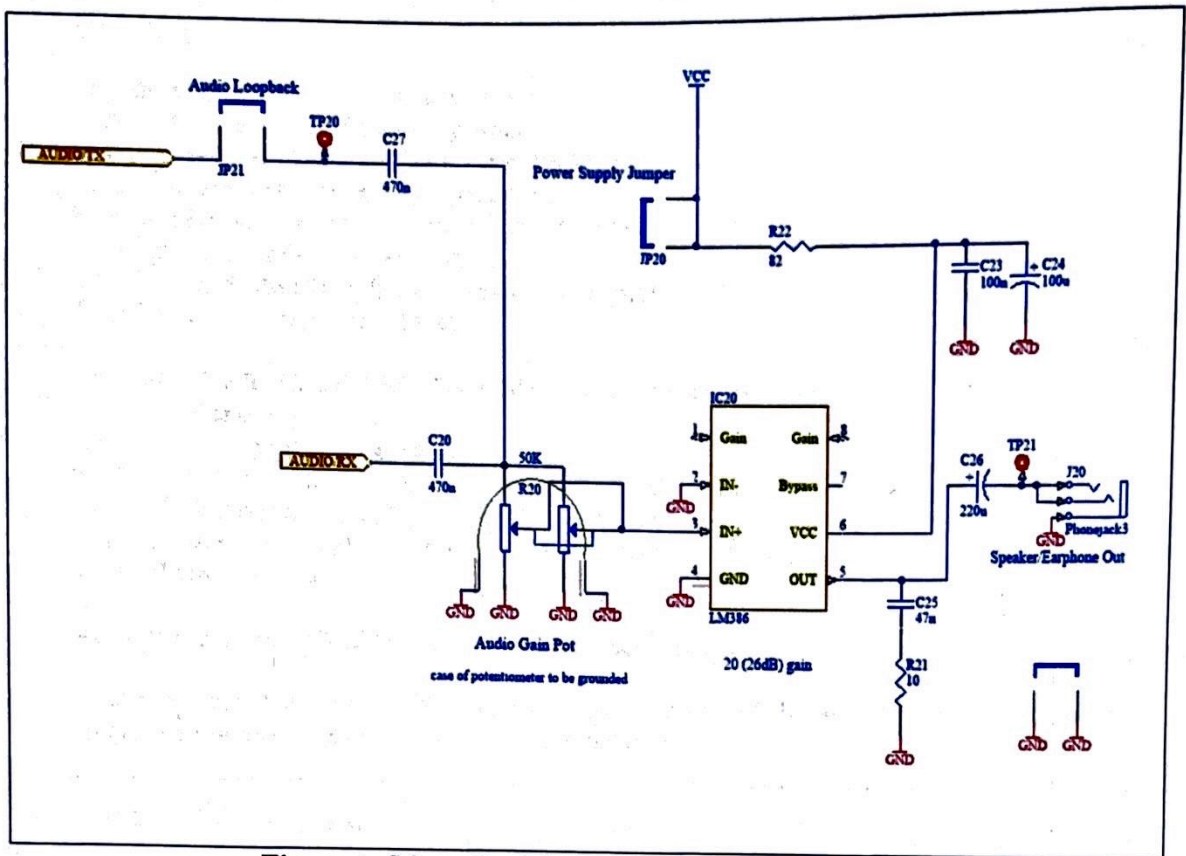 Audio Loopback
AUDIO TX
JP21
TP20
C27
470n
VCC
Power Supply Jumper
JP20
R22
82
C23
100n
C24
100u
GND
GND
AUDIO RX
C20
470n
50K
R20
GND
GND
GND
GND
Audio Gain Pot
case of potentiometer to be grounded
IC20
1 Gain
Gain 8
2 IN-
Bypass 7
3 IN+
VCC 6
4 GND
OUT 5
GND
GND
LM386
20 (26dB) gain
C26
220u
TP21
J20
Phonejack3
GND
Speaker/Earphone Out
C25
47n
R21
10
GND
GND
GND